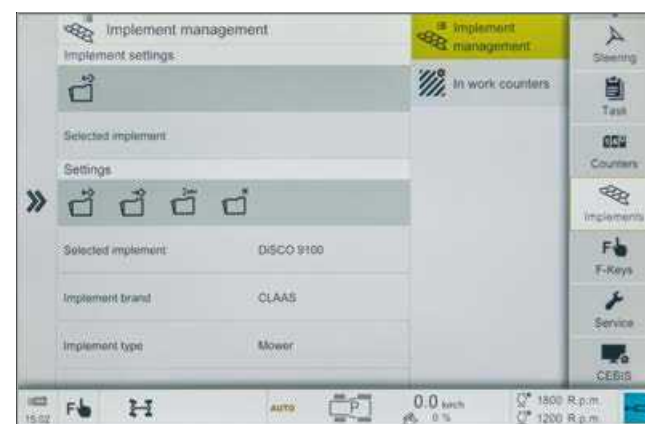 Implement management
Implement settings
Selected implement
Settings
Selected implement
DISCO 9100
Implement brand
CLAAS
Implement type
Mower
Implement
management
In work counters
Steering
Task
Counters
Implements
F
F-Keys
Service
CEBIS
15:02
F
AUTO
P
0.0 km/h
0 %
1800 R.p.m.
1200 R.p.m.